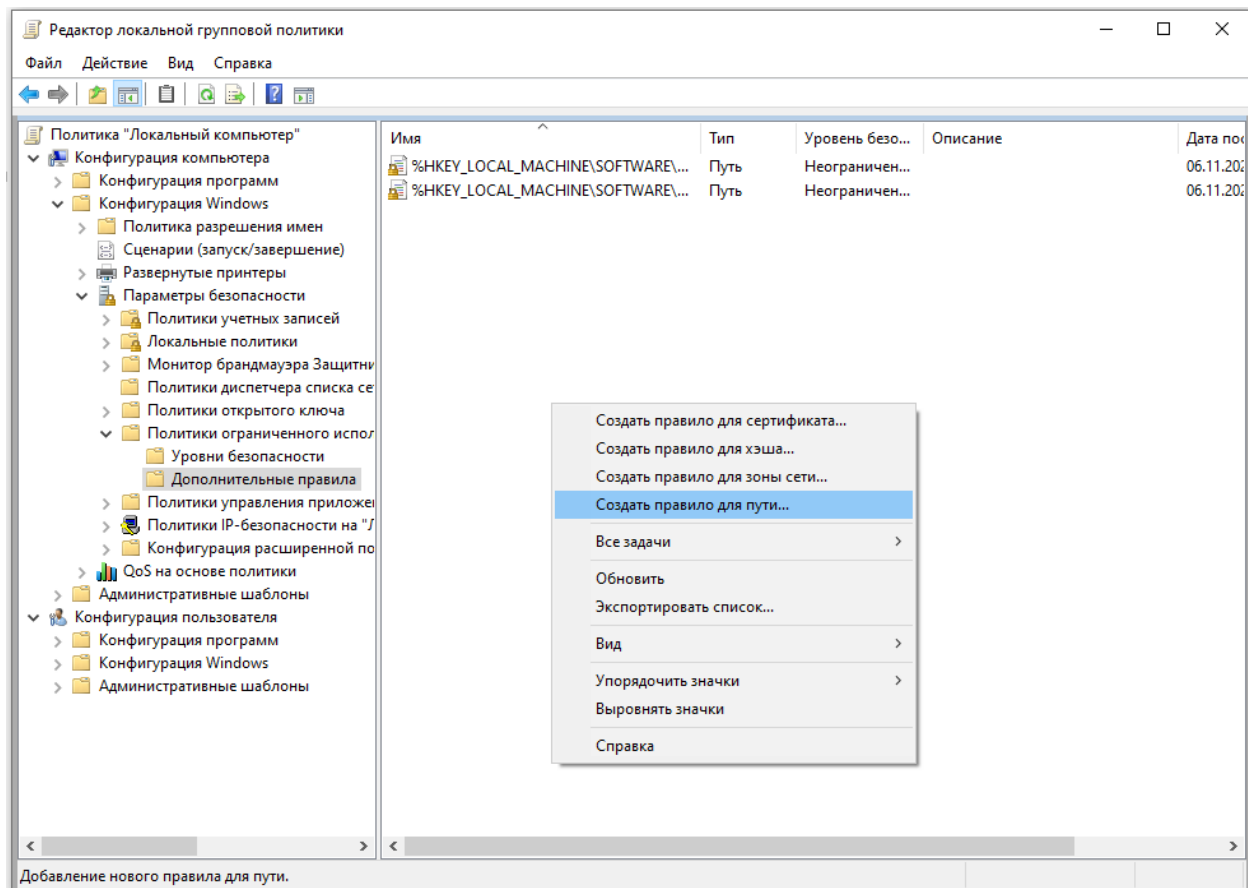 Редактор локальной групповой политики
Файл Действие Вид Справка
Политика "Локальный компьютер"
Конфигурация компьютера
Конфигурация программ
Конфигурация Windows
Политика разрешения имен
Сценарии (запуск/завершение)
Развернутые принтеры
Параметры безопасности
Политики учетных записей
Локальные политики
Монитор брандмауэра Защитни
Политики диспетчера списка се
Политики открытого ключа
Политики ограниченного испол
Уровни безопасности
Дополнительные правила
Политики управления приложе
Политики IP-безопасности на "Л
Конфигурация расширенной по
QoS на основе политики
Административные шаблоны
Конфигурация пользователя
Конфигурация программ
Конфигурация Windows
Административные шаблоны
Имя Тип Уровень безо... Описание Дата пос
%HKEY_LOCAL_MACHINE\SOFTWARE\... Путь Неограничен... 06.11.202
%HKEY_LOCAL_MACHINE\SOFTWARE\... Путь Неограничен... 06.11.202
Создать правило для сертификата...
Создать правило для хэша...
Создать правило для зоны сети...
Создать правило для пути...
Все задачи
Обновить
Экспортировать список...
Вид
Упорядочить значки
Выровнять значки
Справка
Добавление нового правила для пути.